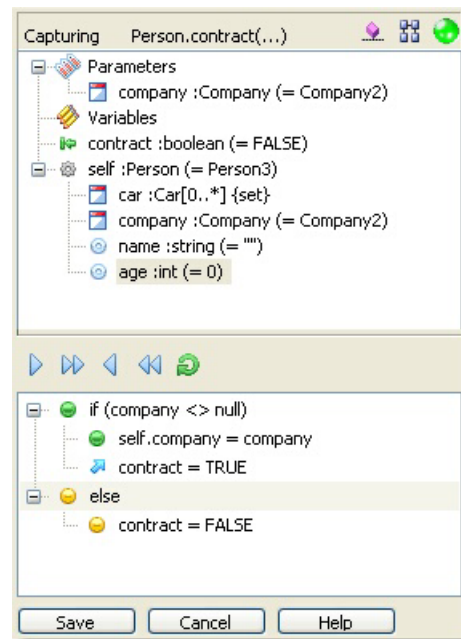 Capturing Person.contract(...)
Parameters
company :Company (= Company2)
Variables
contract :boolean (= FALSE)
self :Person (= Person3)
car :Car[0..*] {set}
company :Company (= Company2)
name :string (= "")
age :int (= 0)
if (company <> null)
self.company = company
contract = TRUE
else
contract = FALSE
Save Cancel Help